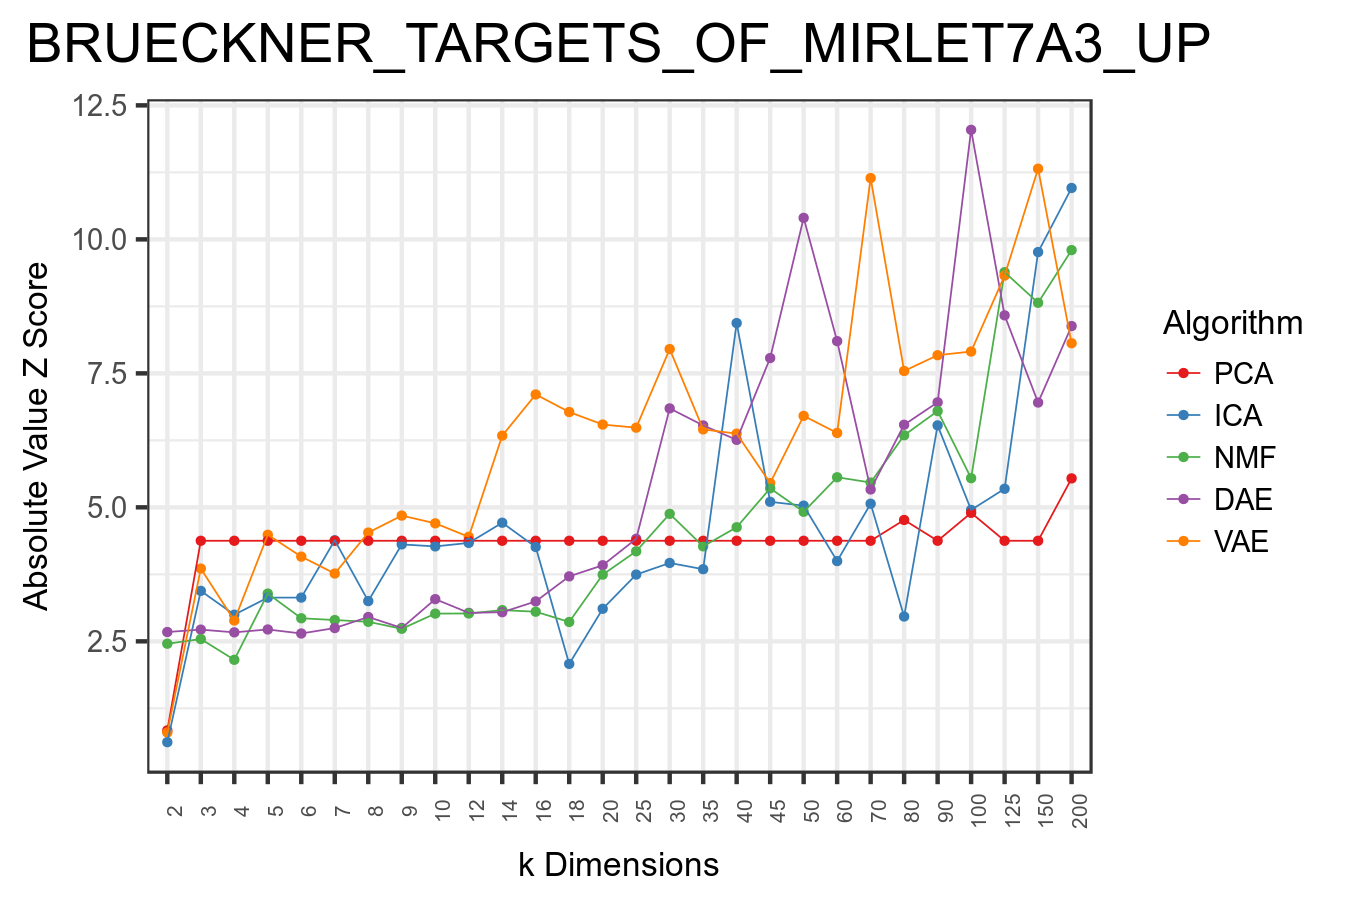 BRUECKNER_TARGETS_OF_MIRLET7A3_UP
12.5
10.0
7.5
5.0
2.5
Absolute Value Z Score
2 3 4 5 6 7 8 9 10 12 14 16 18 20 25 30 35 40 45 50 60 70 80 90 100 125 150 200
k Dimensions
Algorithm
PCA
ICA
NMF
DAE
VAE